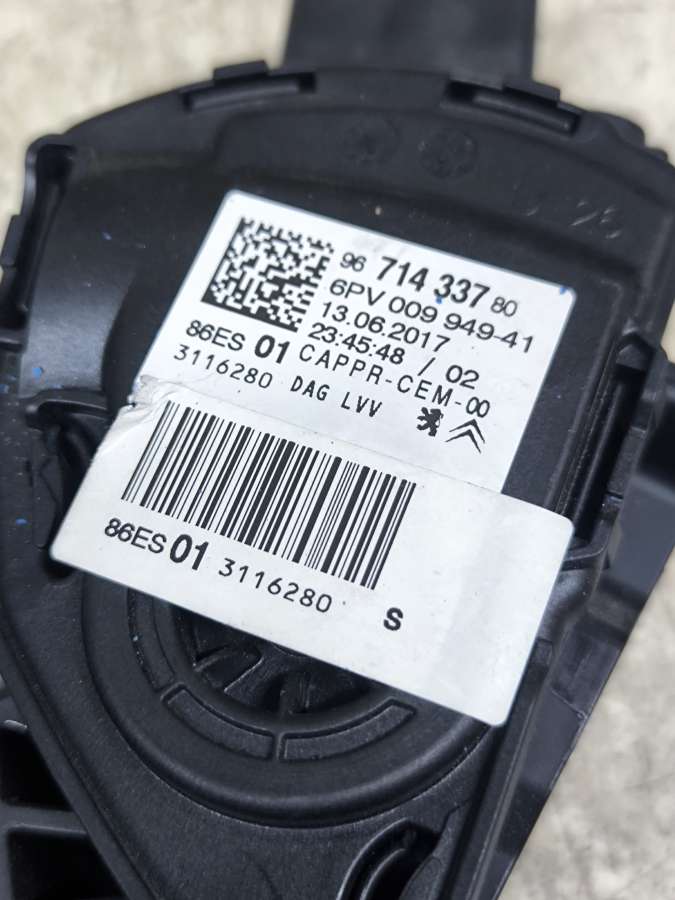 96 714 337 80
6PV 009 949-41
13.06.2017
23:45:48 / 02
86ES 01 CAPPR-CEM-00
3116280 DAG LVV
86ES 01 3116280 S